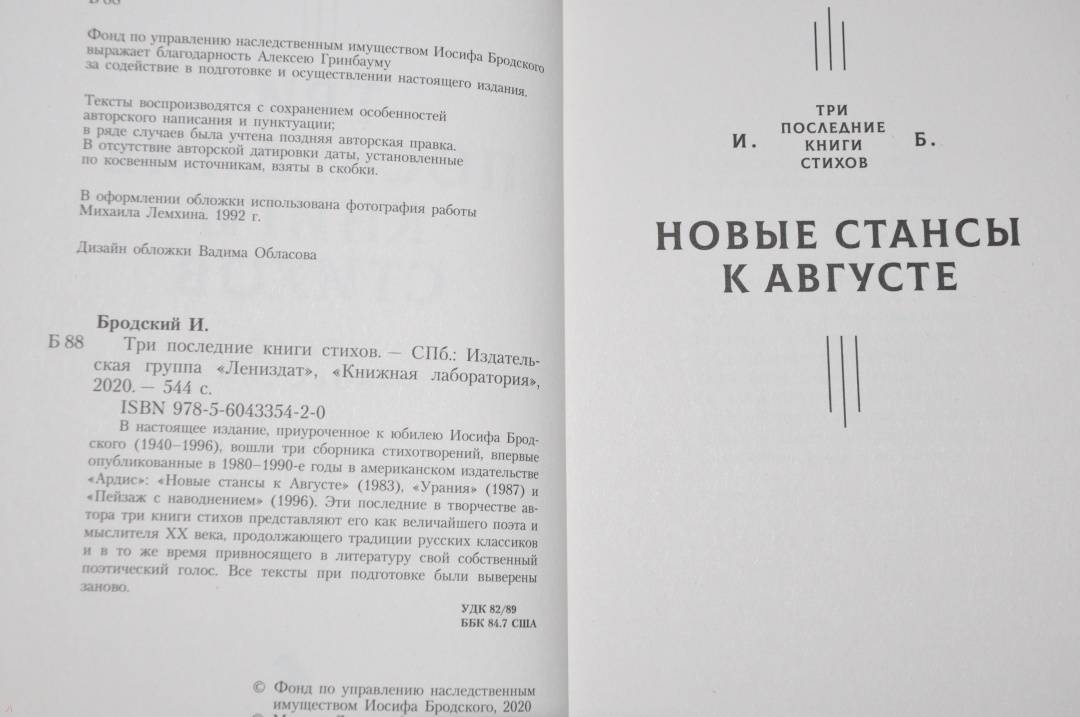 Б 88
Фонд по управлению наследственным имуществом Иосифа Бродского
выражает благодарность Алексею Гринбауму
за содействие в подготовке и осуществлении настоящего издания.
Тексты воспроизводятся с сохранением особенностей
авторского написания и пунктуации;
в ряде случаев была учтена поздняя авторская правка.
В отсутствие авторской датировки даты, установленные
по косвенным источникам, взяты в скобки.
В оформлении обложки использована фотография работы
Михаила Лемхина. 1992 г.
Дизайн обложки Вадима Обласова
Бродский И.
Б 88 Три последние книги стихов. — СПб.: Издатель-
ская группа «Лениздат», «Книжная лаборатория»,
2020. — 544 с.
ISBN 978-5-6043354-2-0
В настоящее издание, приуроченное к юбилею Иосифа Брод-
ского (1940–1996), вошли три сборника стихотворений, впервые
опубликованные в 1980–1990-е годы в американском издательстве
«Ардис»: «Новые стансы к Августе» (1983), «Урания» (1987) и
«Пейзаж с наводнением» (1996). Эти последние в творчестве ав-
тора три книги стихов представляют его как величайшего поэта и
мыслителя XX века, продолжающего традиции русских классиков
и в то же время привносящего в литературу свой собственный
поэтический голос. Все тексты при подготовке были выверены
заново.
УДК 82/89
ББК 84.7 США
© Фонд по управлению наследственным
имуществом Иосифа Бродского, 2020
ТРИ
ПОСЛЕДНИЕ
И. КНИГИ Б.
СТИХОВ
НОВЫЕ СТАНСЫ
К АВГУСТЕ